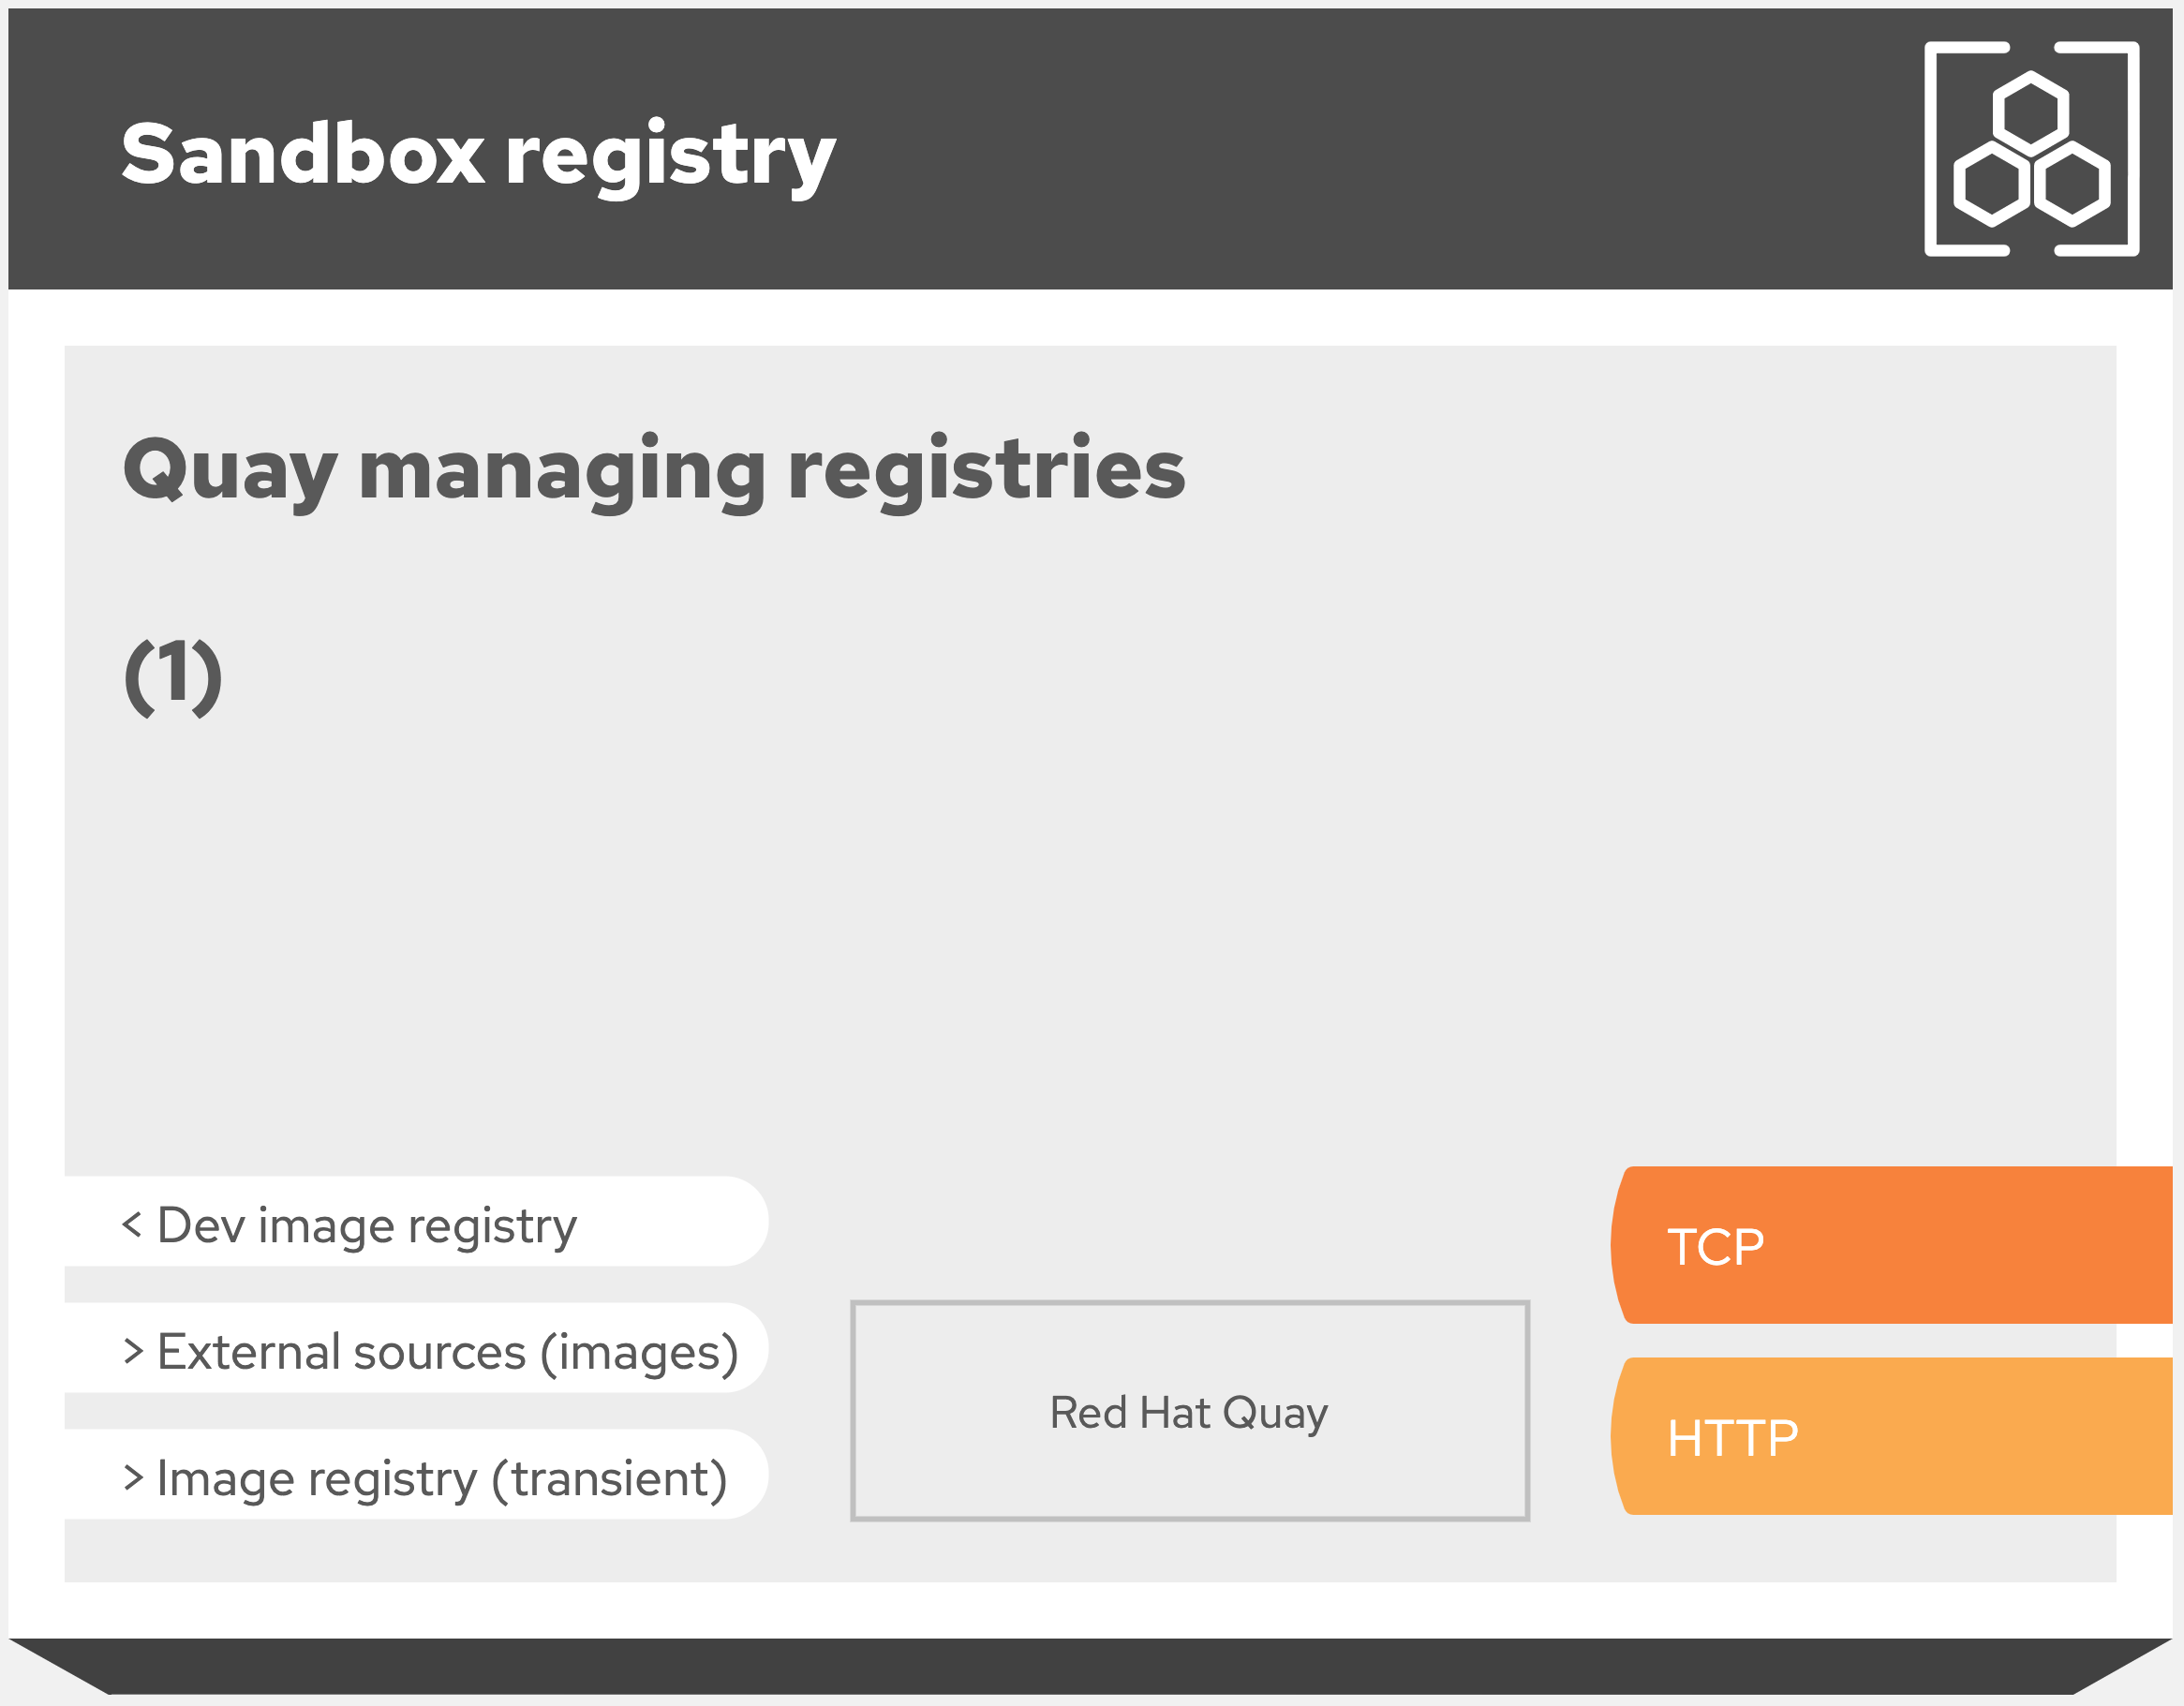 Sandbox registry
Quay managing registries
(1)
< Dev image registry
> External sources (images)
> Image registry (transient)
Red Hat Quay
TCP
HTTP